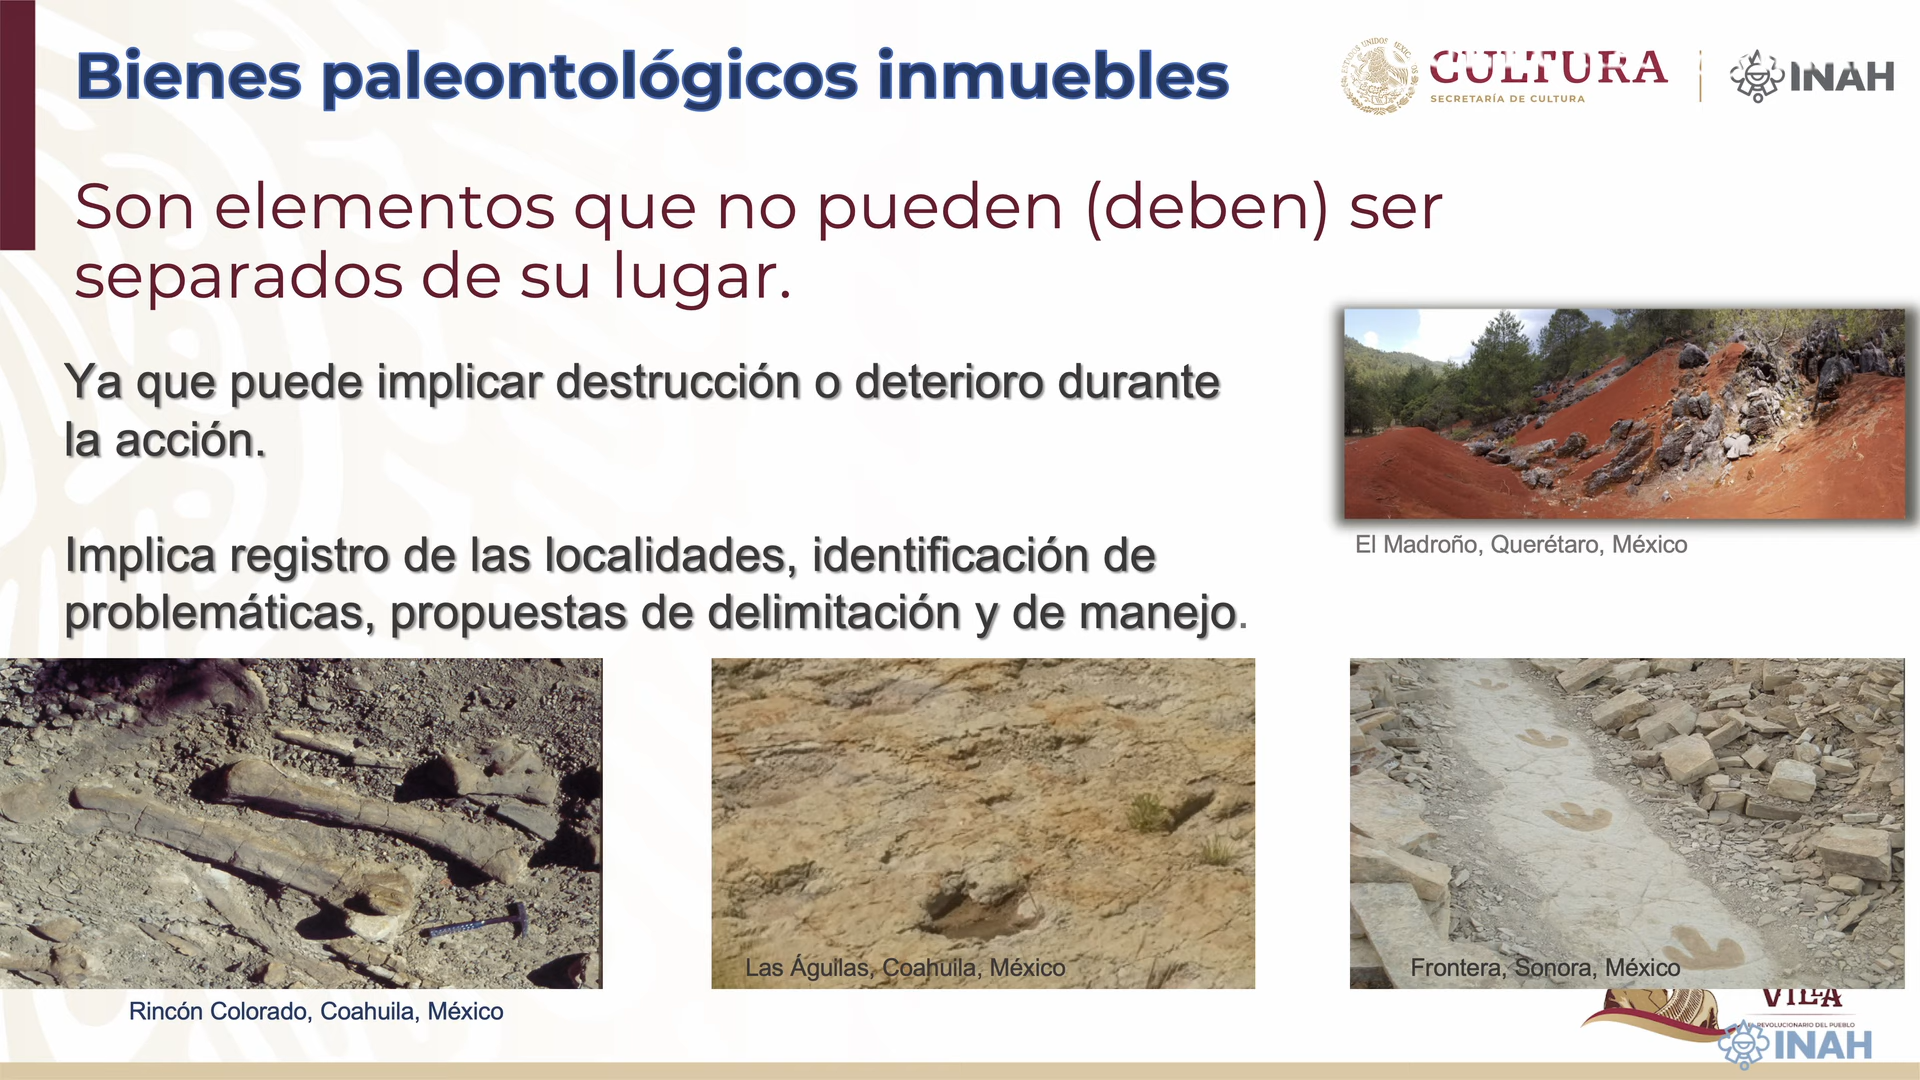 Bienes paleontológicos inmuebles
CULTURA
SECRETARÍA DE CULTURA
INAH
Son elementos que no pueden (deben) ser
separados de su lugar.
Ya que puede implicar destrucción o deterioro durante
la acción.
El Madroño, Querétaro, México
Implica registro de las localidades, identificación de
problemáticas, propuestas de delimitación y de manejo.
Las Águilas, Coahuila, México
Frontera, Sonora, México
Rincón Colorado, Coahuila, México
VILLA
REVOLUCIONARIO DEL PUEBLO
INAH